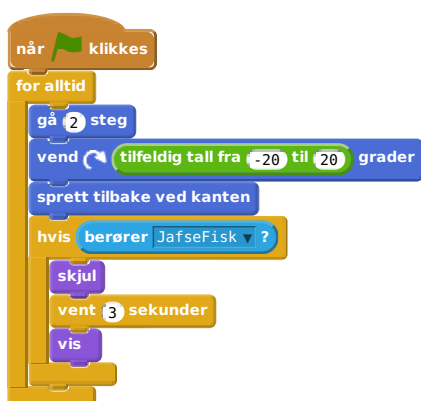 når klikkes
for alltid
gå 2 steg
vend tilfeldig tall fra -20 til 20 grader
sprett tilbake ved kanten
hvis berører JafseFisk ?
skjul
vent 3 sekunder
vis